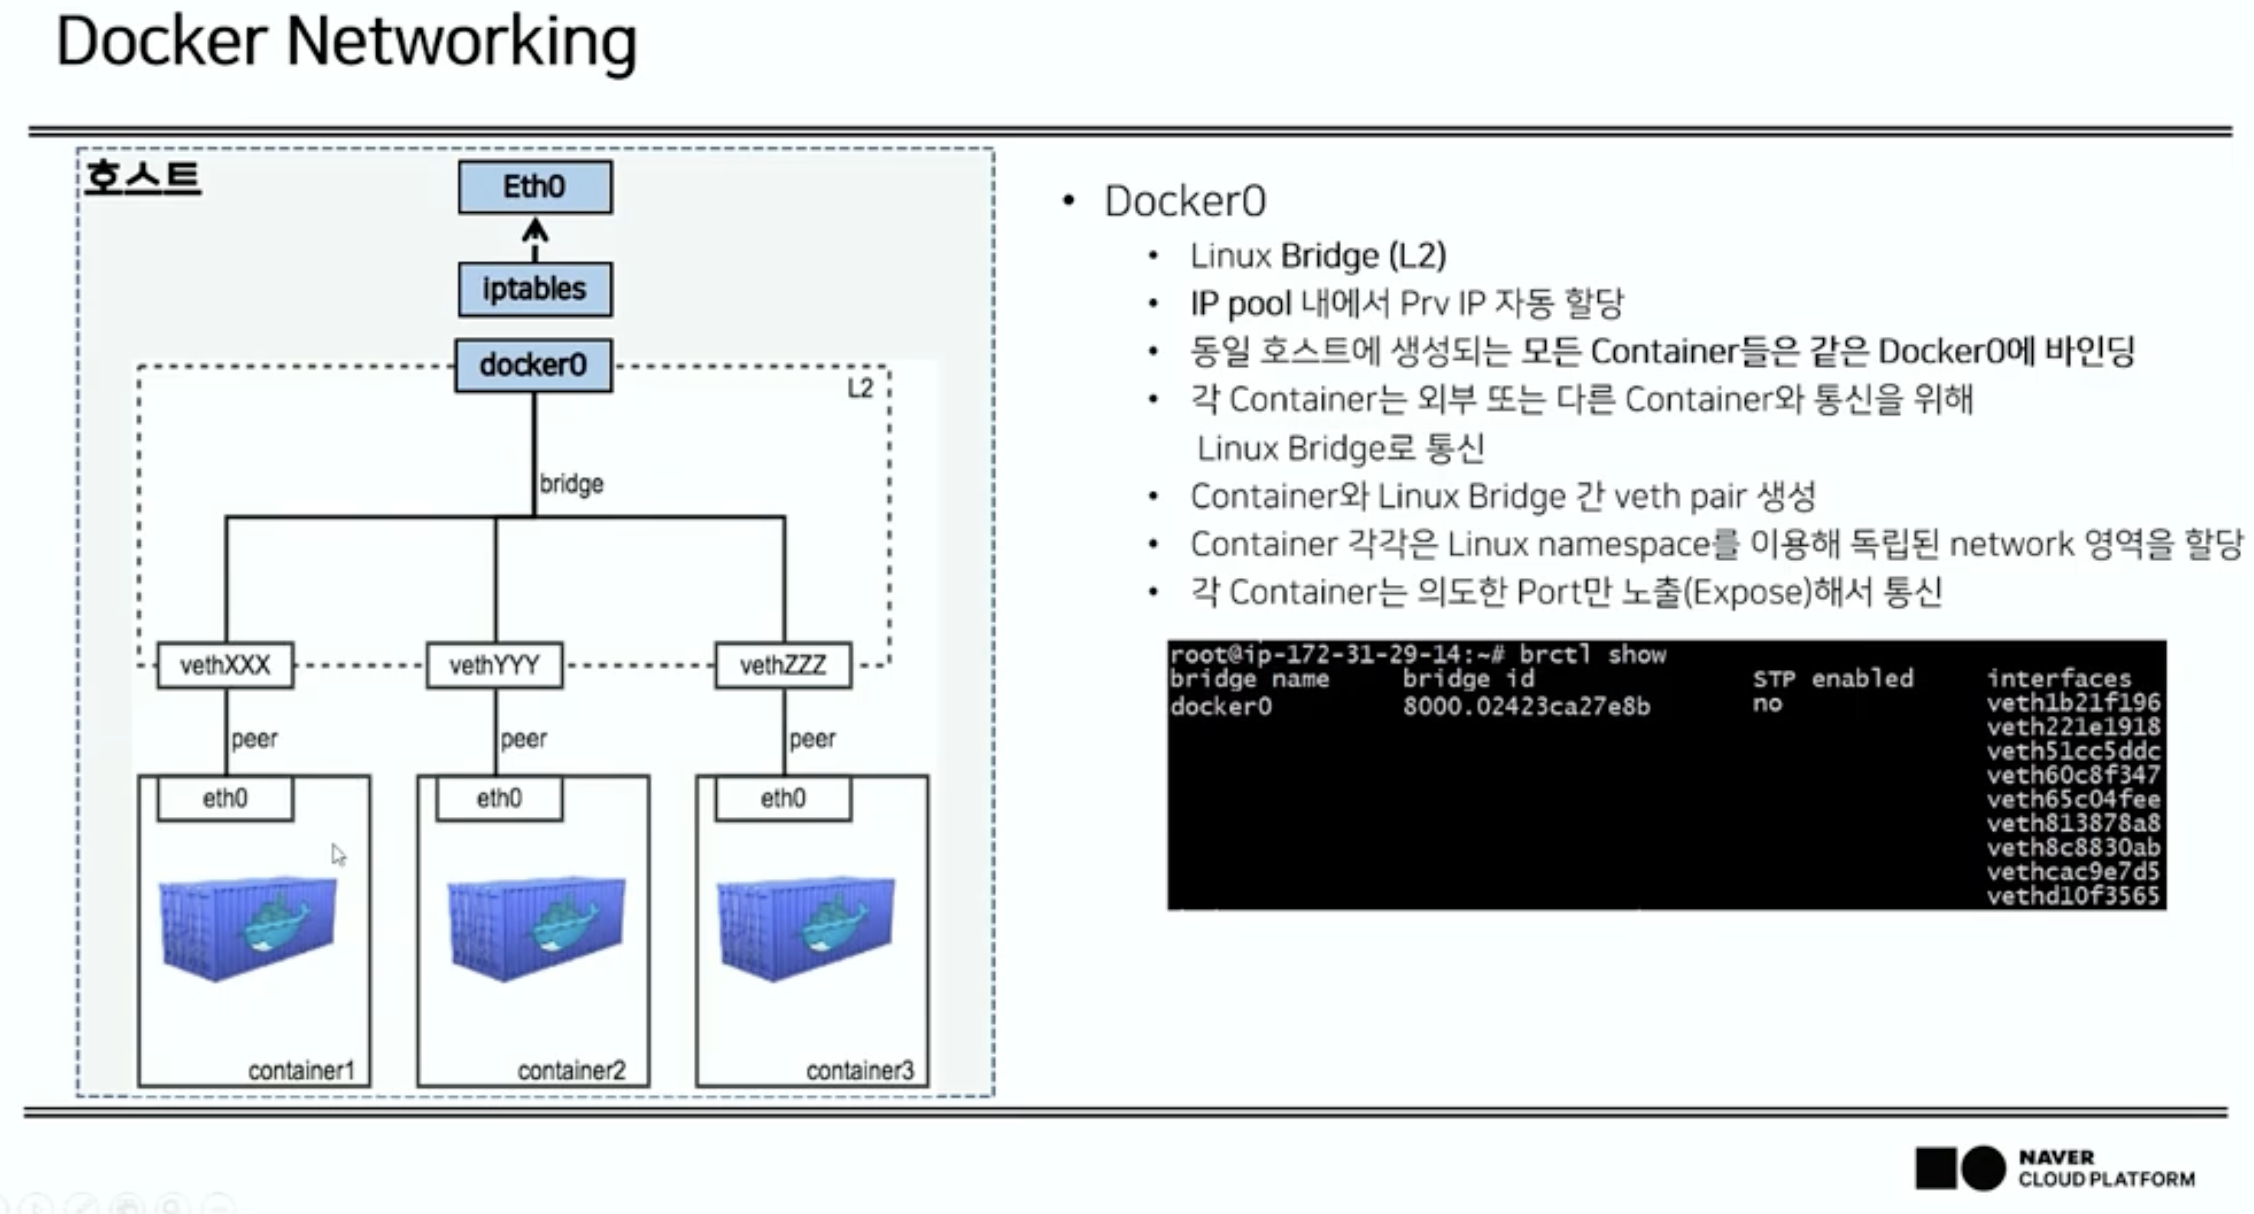 Docker Networking
호스트
Eth0
iptables
docker0
L2
bridge
vethXXX
vethYYY
vethZZZ
peer
peer
peer
eth0
eth0
eth0
container1
container2
container3
• Docker0
• Linux Bridge (L2)
• IP pool 내에서 Prv IP 자동 할당
• 동일 호스트에 생성되는 모든 Container들은 같은 Docker0에 바인딩
• 각 Container는 외부 또는 다른 Container와 통신을 위해
Linux Bridge로 통신
• Container와 Linux Bridge 간 veth pair 생성
• Container 각각은 Linux namespace를 이용해 독립된 network 영역을 할당
• 각 Container는 의도한 Port만 노출(Expose)해서 통신
root@ip-172-31-29-14:~# brctl show
bridge name bridge id STP enabled interfaces
docker0 8000.02423ca27e8b no veth1b21f196
veth221e1918
veth51cc5ddc
veth60c8f347
veth65c04fee
veth813878a8
veth8c8830ab
vethcac9e7d5
vethd10f3565
NAVER
CLOUD PLATFORM